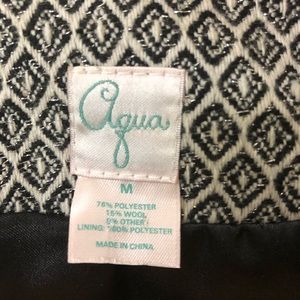 Aqua
M
76% POLYESTER
15% WOOL
9% OTHER
LINING: 100% POLYESTER
MADE IN CHINA